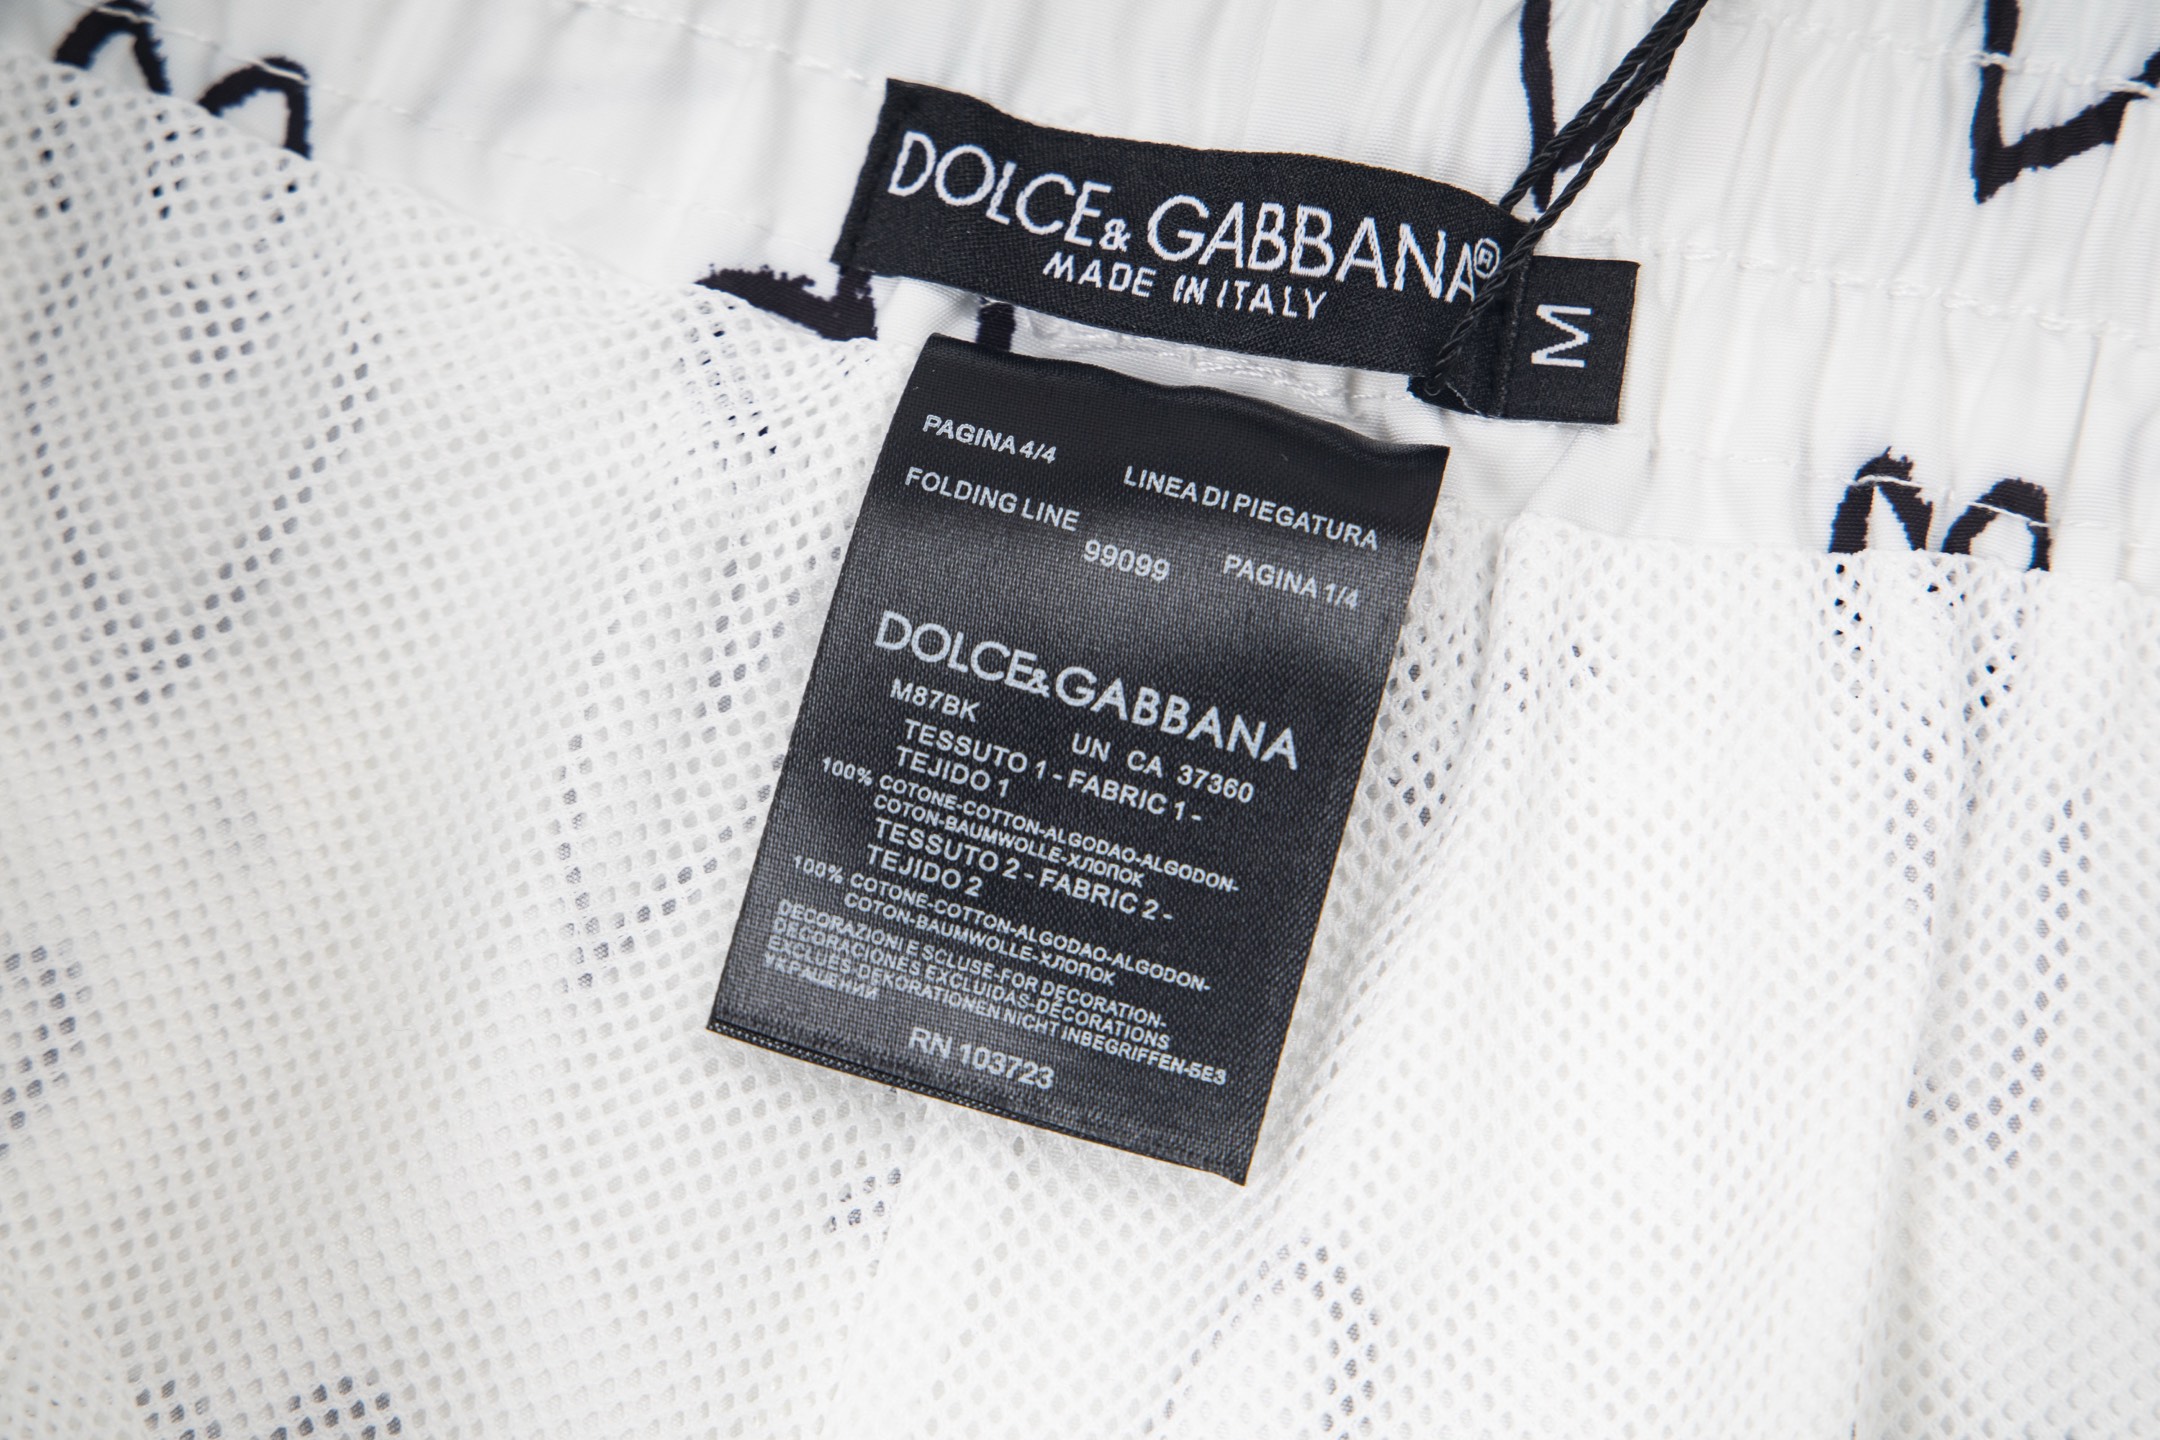 DOLCE & GABBANA®
MADE IN ITALY
M
PAGINA 4/4
LINEA DI PIEGATURA
FOLDING LINE
99099
PAGINA 1/4
DOLCE&GABBANA
M87BK
UN CA 37360
TESSUTO 1 - FABRIC 1 -
TEJIDO 1
100% COTONE-COTTON-ALGODAO-ALGODON-
COTON-BAUMWOLLE-ХЛОПОК
TESSUTO 2 - FABRIC 2 -
TEJIDO 2
100% COTONE-COTTON-ALGODAO-ALGODON-
COTON-BAUMWOLLE-ХЛОПОК
DECORAZIONI E SCLUSE-FOR DECORATION-
DECORACIONES EXCLUIDAS-DÉCORATIONS
EXCLUES-DEKORATIONEN NICHT INBEGRIFFEN-БЕЗ
УКРАШЕНИЙ
RN 103723